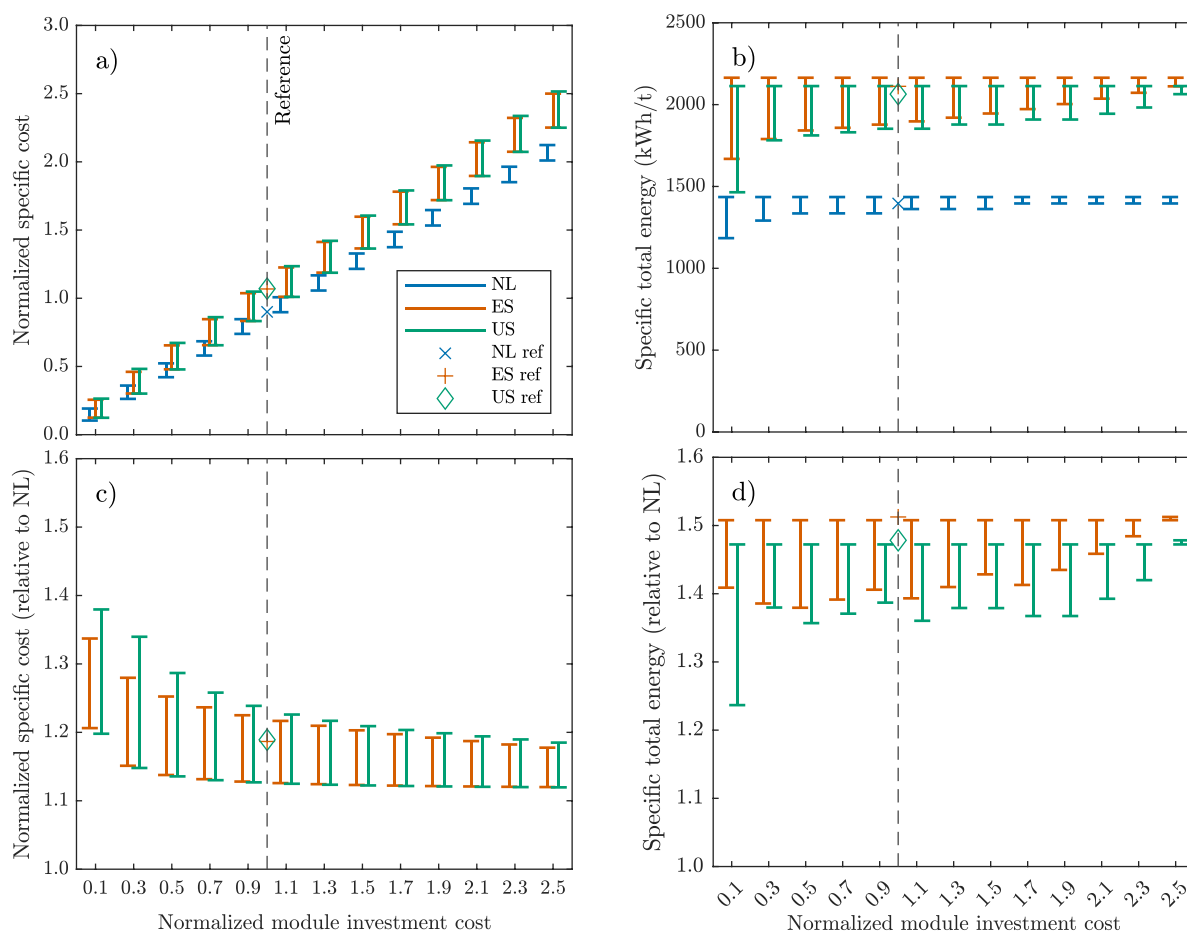 a)
Normalized specific cost
3.0
2.5
2.0
1.5
1.0
0.5
0.0
Reference
NL
ES
US
NL ref
ES ref
US ref
b)
Specific total energy (kWh/t)
2500
2000
1500
1000
500
0
c)
Normalized specific cost (relative to NL)
1.6
1.5
1.4
1.3
1.2
1.1
1.0
0.1 0.3 0.5 0.7 0.9 1.1 1.3 1.5 1.7 1.9 2.1 2.3 2.5
Normalized module investment cost
d)
Specific total energy (relative to NL)
1.6
1.5
1.4
1.3
1.2
1.1
1.0
0.1 0.3 0.5 0.7 0.9 1.1 1.3 1.5 1.7 1.9 2.1 2.3 2.5
Normalized module investment cost